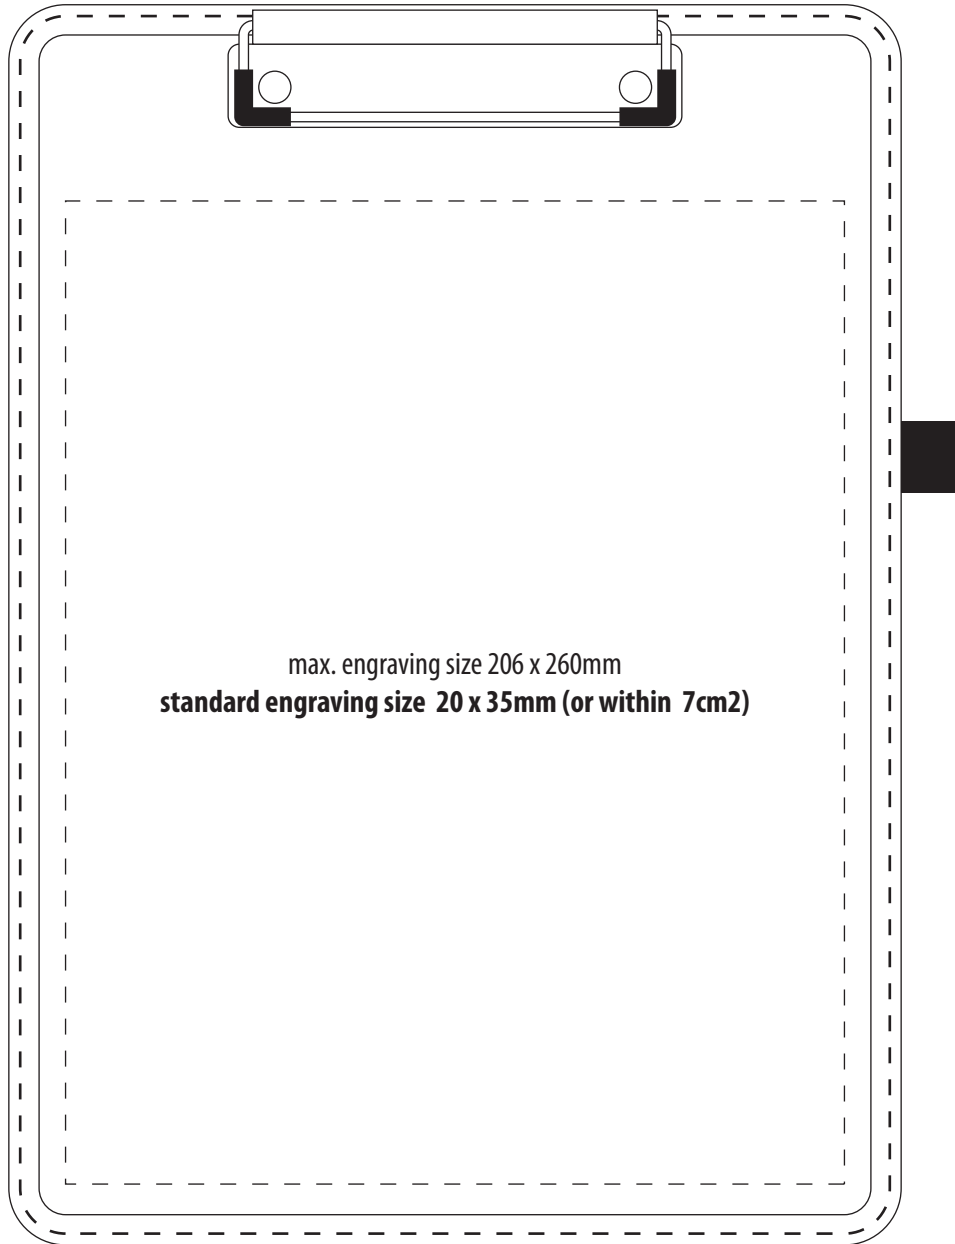 max. engraving size 206 x 260mm
standard engraving size  20 x 35mm (or within  7cm2)